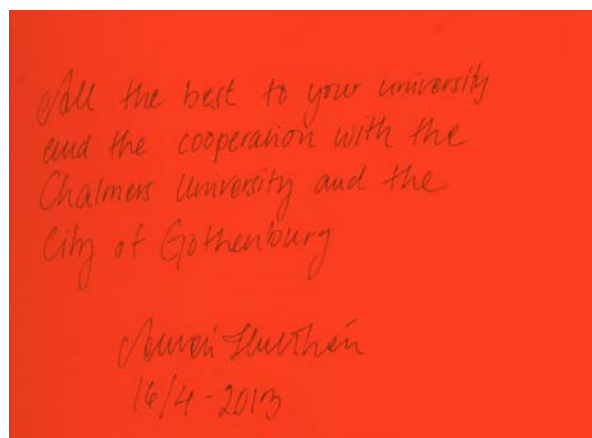 All the best to your university
and the cooperation with the
Chalmers University and the
City of Gothenburg
16/4-2013